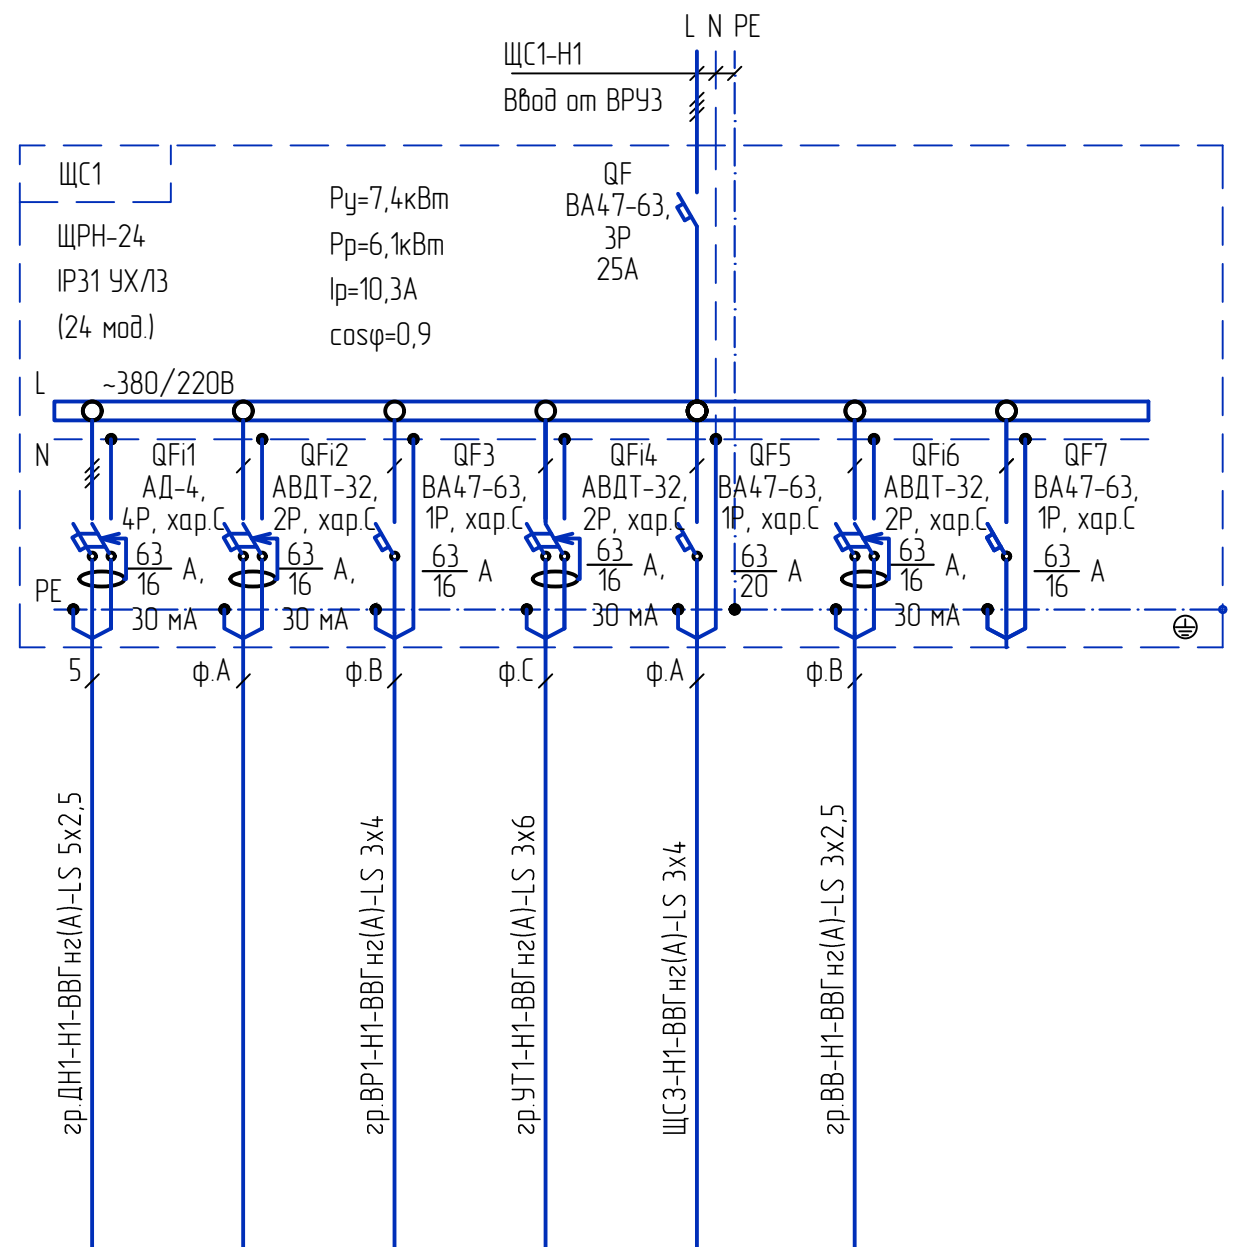 L N PE
ЩС1-Н1
Ввод от ВРУ3
ЩС1
ЩРН-24
IP31 УХЛ3
(24 мод.)
Ру=7,4кВт
Рр=6,1кВт
Iр=10,3А
cosφ=0,9
QF
ВА47-63,
3Р
25А
L
~380/220В
N
QFi1
АД-4,
4Р, хар.С
63
16
А,
30 мА
QFi2
АВДТ-32,
2Р, хар.С
63
16
А,
30 мА
QF3
ВА47-63,
1Р, хар.С
63
16
А
QFi4
АВДТ-32,
2Р, хар.С
63
16
А,
30 мА
QF5
ВА47-63,
1Р, хар.С
63
20
А
QFi6
АВДТ-32,
2Р, хар.С
63
16
А,
30 мА
QF7
ВА47-63,
1Р, хар.С
63
16
А
PE
5
ф.А
ф.В
ф.С
ф.А
ф.В
гр.ДН1-Н1-ВВГнг(А)-LS 5х2,5
гр.ВР1-Н1-ВВГнг(А)-LS 3х4
гр.УТ1-Н1-ВВГнг(А)-LS 3х6
ЩС3-Н1-ВВГнг(А)-LS 3х4
гр.ВВ-Н1-ВВГнг(А)-LS 3х2,5